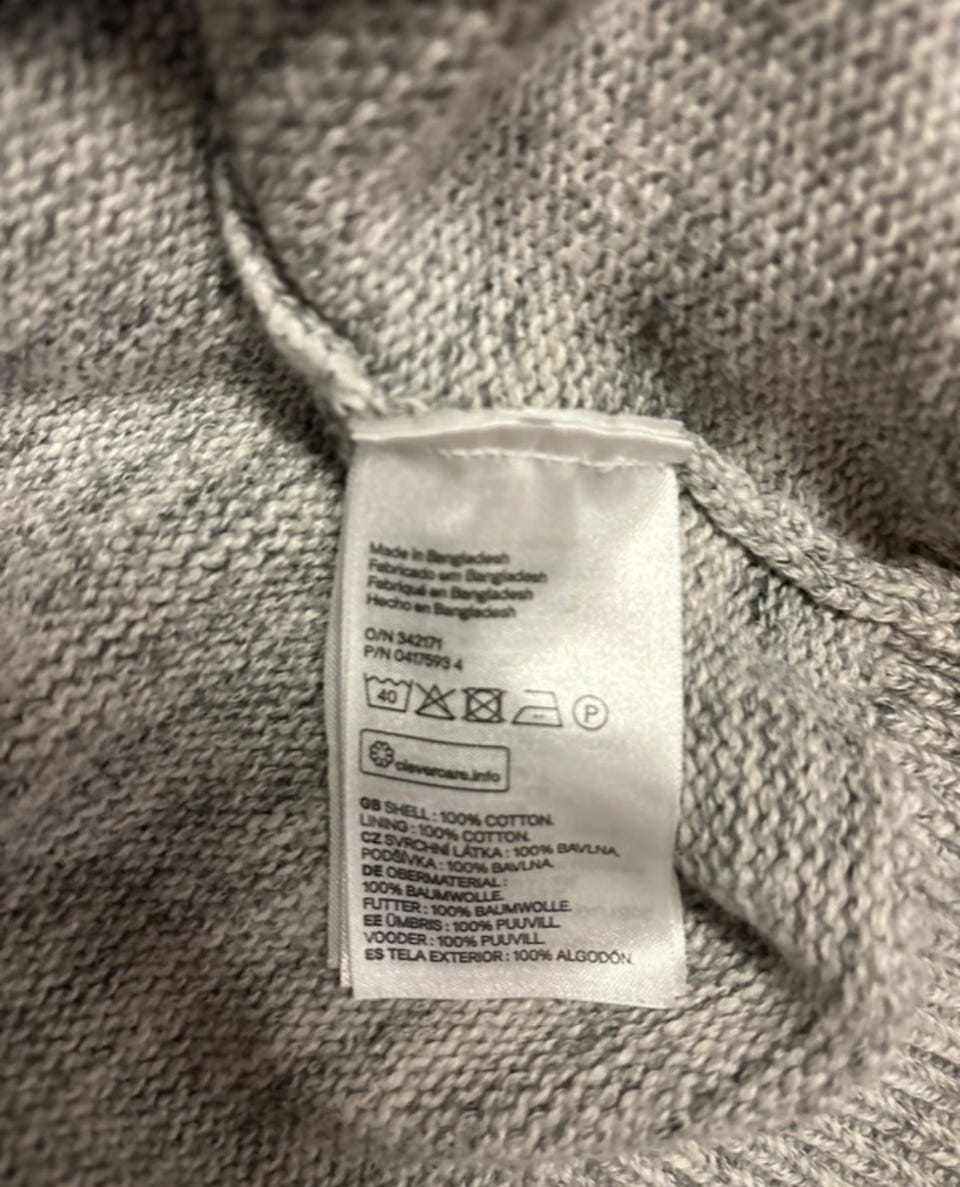 Made in Bangladesh
Fabricado em Bangladesh
Fabriqué en Bangladesh
Hecho en Bangladesh
O/N 342171
P/N 0417593 4
40 P
clevercare.info
GB SHELL : 100% COTTON.
LINING : 100% COTTON.
CZ SVRCHNÍ LÁTKA : 100% BAVLNA.
PODŠÍVKA : 100% BAVLNA.
DE OBERMATERIAL :
100% BAUMWOLLE.
FUTTER : 100% BAUMWOLLE.
EE ÜMBRIS : 100% PUUVILL.
VOODER : 100% PUUVILL.
ES TELA EXTERIOR : 100% ALGODÓN.